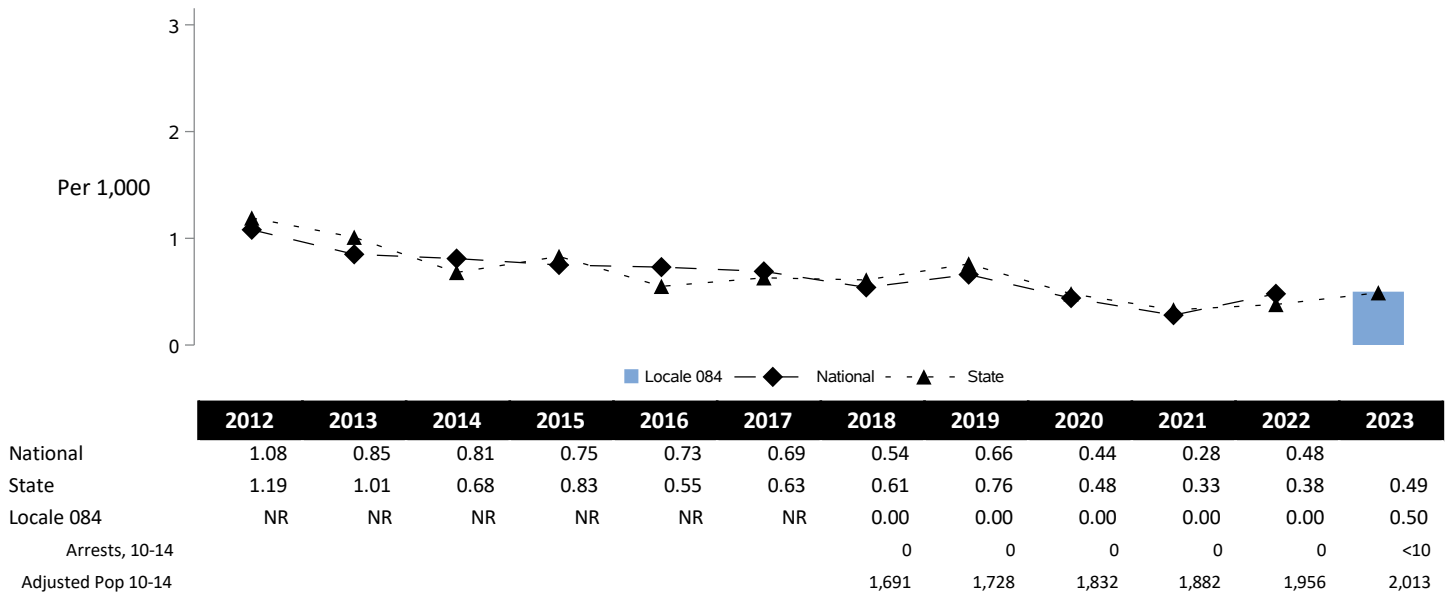 3
2
Per 1,000
1
0
Locale 084 National State
2012 2013 2014 2015 2016 2017 2018 2019 2020 2021 2022 2023
National 1.08 0.85 0.81 0.75 0.73 0.69 0.54 0.66 0.44 0.28 0.48
State 1.19 1.01 0.68 0.83 0.55 0.63 0.61 0.76 0.48 0.33 0.38 0.49
Locale 084 NR NR NR NR NR NR 0.00 0.00 0.00 0.00 0.00 0.50
Arrests, 10-14 0 0 0 0 0 <10
Adjusted Pop 10-14 1,691 1,728 1,832 1,882 1,956 2,013